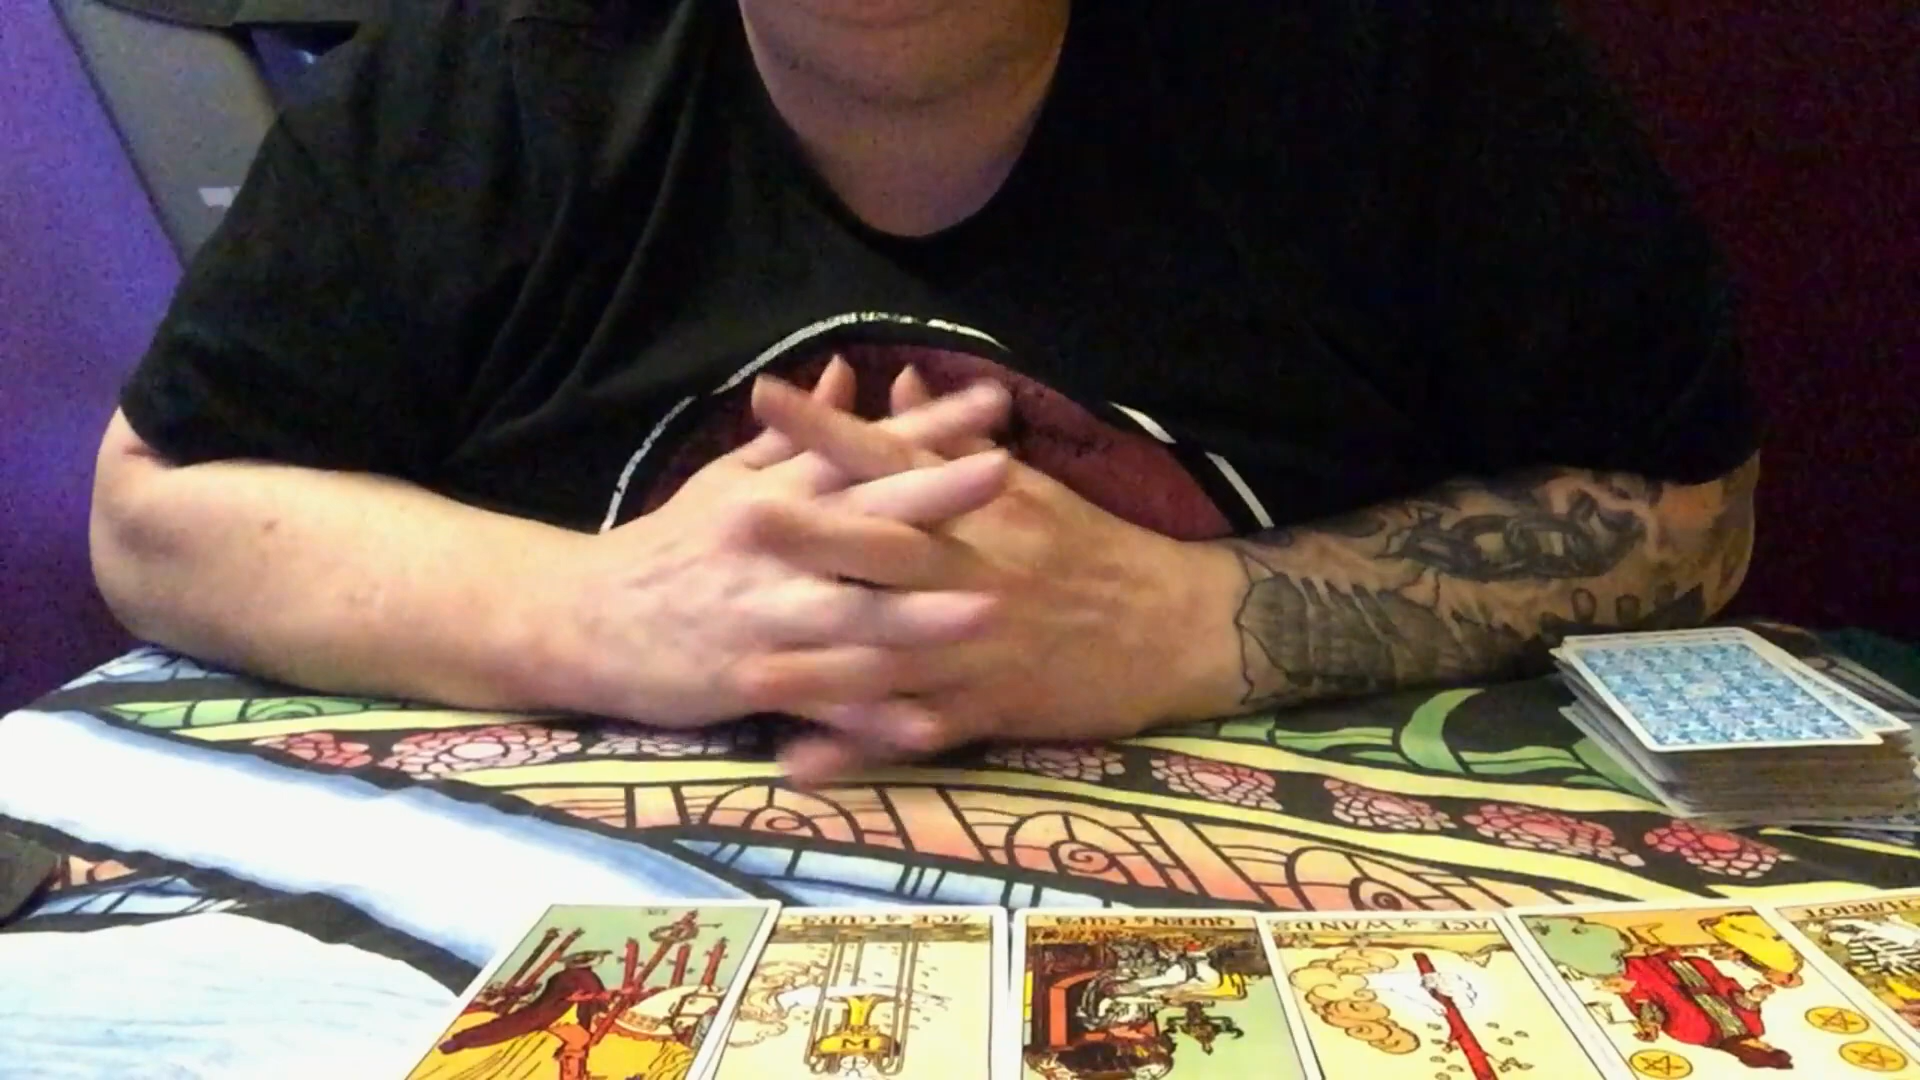 ACE of CUPS.
QUEEN of CUPS.
ACE of WANDS.
CHARIOT